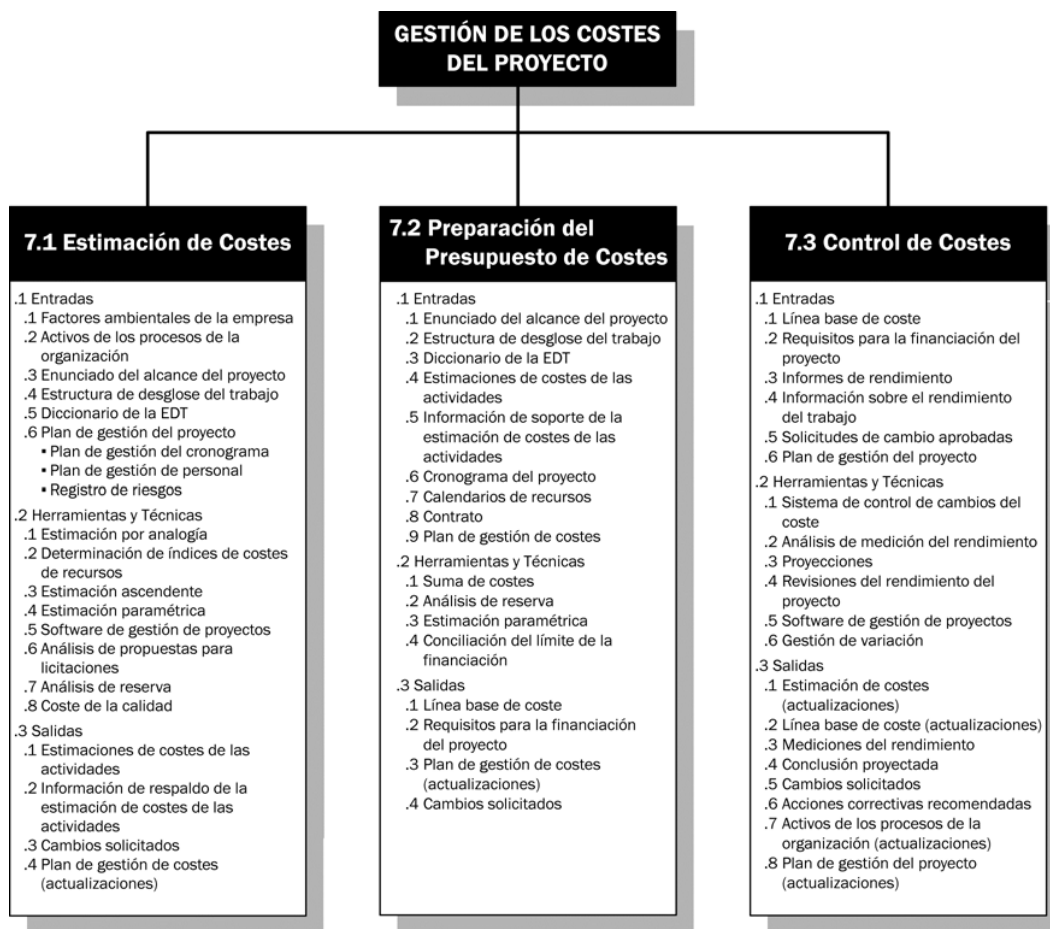 GESTIÓN DE LOS COSTES
DEL PROYECTO
7.1 Estimación de Costes
.1 Entradas
.1 Factores ambientales de la empresa
.2 Activos de los procesos de la
organización
.3 Enunciado del alcance del proyecto
.4 Estructura de desglose del trabajo
.5 Diccionario de la EDT
.6 Plan de gestión del proyecto
▪ Plan de gestión del cronograma
▪ Plan de gestión de personal
▪ Registro de riesgos
.2 Herramientas y Técnicas
.1 Estimación por analogía
.2 Determinación de índices de costes
de recursos
.3 Estimación ascendente
.4 Estimación paramétrica
.5 Software de gestión de proyectos
.6 Análisis de propuestas para
licitaciones
.7 Análisis de reserva
.8 Coste de la calidad
.3 Salidas
.1 Estimaciones de costes de las
actividades
.2 Información de respaldo de la
estimación de costes de las
actividades
.3 Cambios solicitados
.4 Plan de gestión de costes
(actualizaciones)
7.2 Preparación del
Presupuesto de Costes
.1 Entradas
.1 Enunciado del alcance del proyecto
.2 Estructura de desglose del trabajo
.3 Diccionario de la EDT
.4 Estimaciones de costes de las
actividades
.5 Información de soporte de la
estimación de costes de las
actividades
.6 Cronograma del proyecto
.7 Calendarios de recursos
.8 Contrato
.9 Plan de gestión de costes
.2 Herramientas y Técnicas
.1 Suma de costes
.2 Análisis de reserva
.3 Estimación paramétrica
.4 Conciliación del límite de la
financiación
.3 Salidas
.1 Línea base de coste
.2 Requisitos para la financiación
del proyecto
.3 Plan de gestión de costes
(actualizaciones)
.4 Cambios solicitados
7.3 Control de Costes
.1 Entradas
.1 Línea base de coste
.2 Requisitos para la financiación del
proyecto
.3 Informes de rendimiento
.4 Información sobre el rendimiento
del trabajo
.5 Solicitudes de cambio aprobadas
.6 Plan de gestión del proyecto
.2 Herramientas y Técnicas
.1 Sistema de control de cambios del
coste
.2 Análisis de medición del rendimiento
.3 Proyecciones
.4 Revisiones del rendimiento del
proyecto
.5 Software de gestión de proyectos
.6 Gestión de variación
.3 Salidas
.1 Estimación de costes
(actualizaciones)
.2 Línea base de coste (actualizaciones)
.3 Mediciones del rendimiento
.4 Conclusión proyectada
.5 Cambios solicitados
.6 Acciones correctivas recomendadas
.7 Activos de los procesos de la
organización (actualizaciones)
.8 Plan de gestión del proyecto
(actualizaciones)